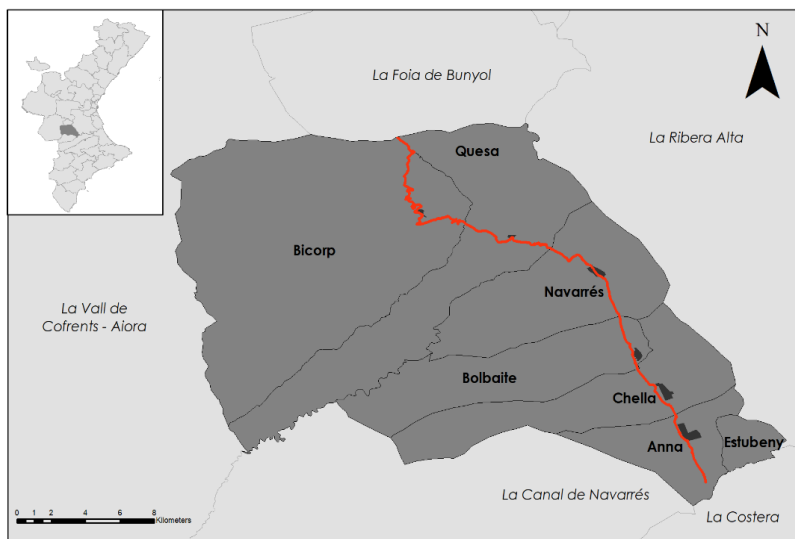 N
La Foia de Bunyol
La Ribera Alta
Quesa
Bicorp
La Vall de
Cofrents - Aiora
Navarrés
Bolbaite
Chella
Anna
Estubeny
La Canal de Navarrés
La Costera
0 1 2 4 6 8
Kilometers